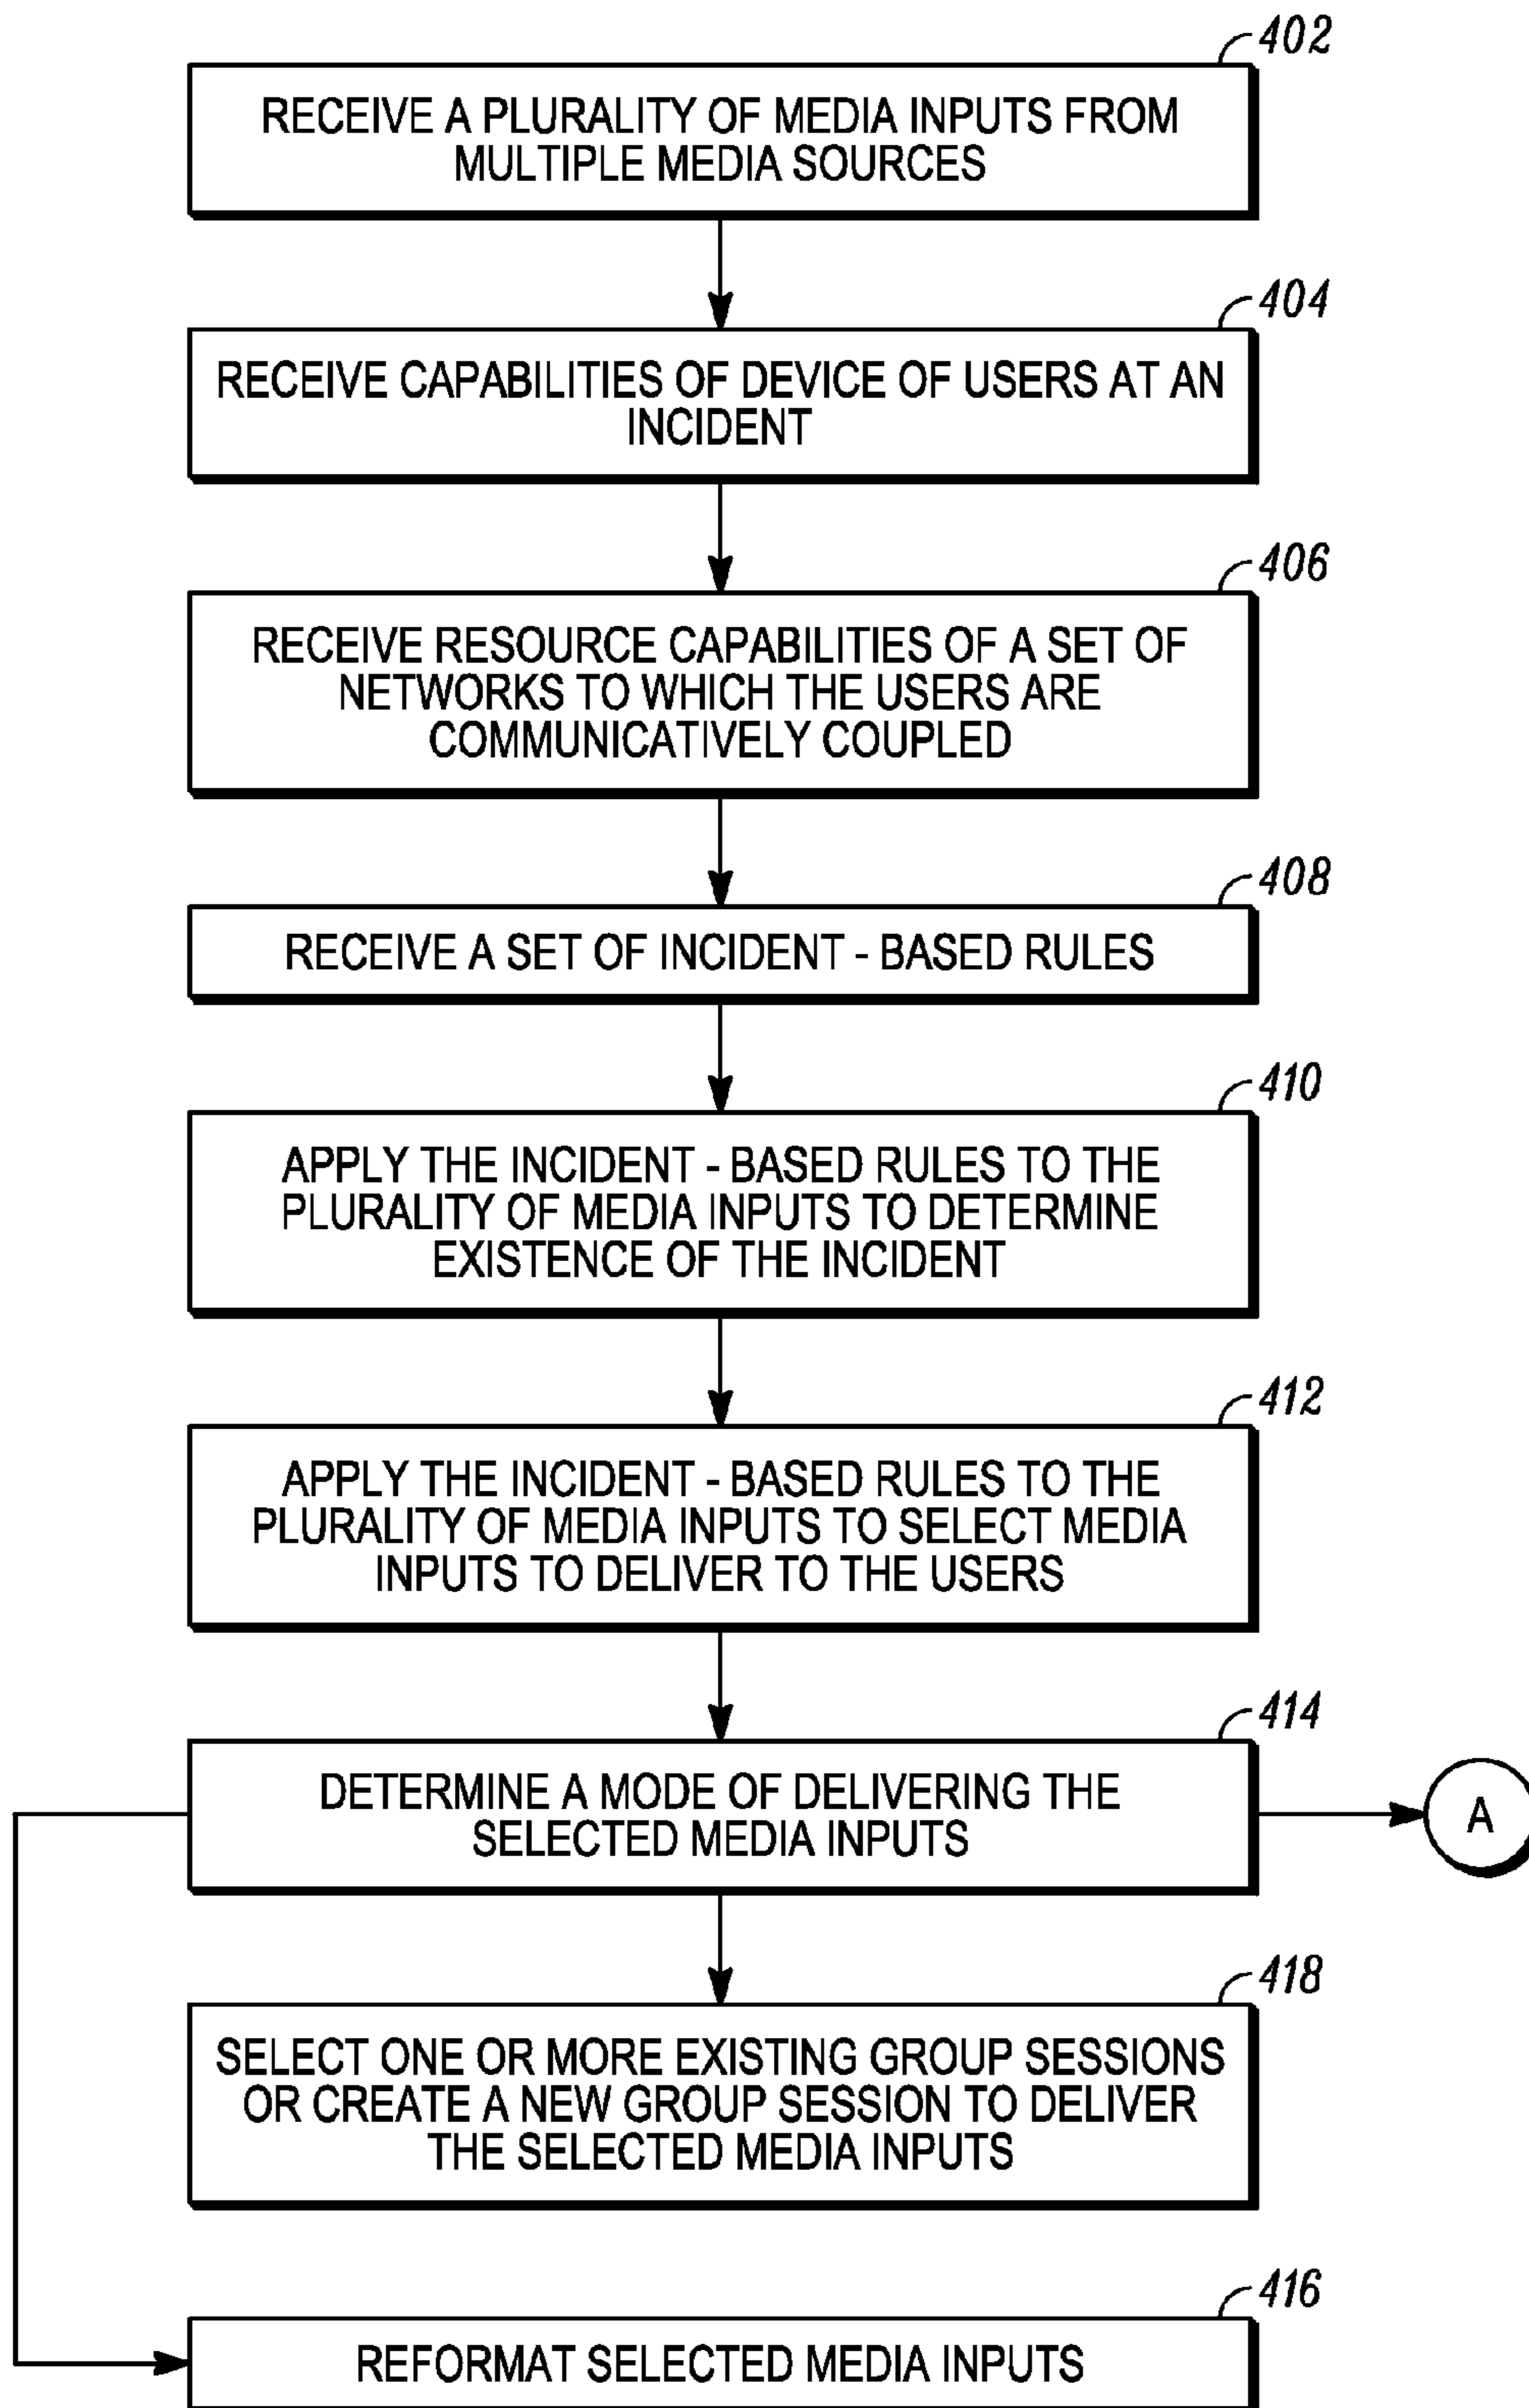 402
RECEIVE A PLURALITY OF MEDIA INPUTS FROM
MULTIPLE MEDIA SOURCES
404
RECEIVE CAPABILITIES OF DEVICE OF USERS AT AN
INCIDENT
406
RECEIVE RESOURCE CAPABILITIES OF A SET OF
NETWORKS TO WHICH THE USERS ARE
COMMUNICATIVELY COUPLED
408
RECEIVE A SET OF INCIDENT - BASED RULES
410
APPLY THE INCIDENT - BASED RULES TO THE
PLURALITY OF MEDIA INPUTS TO DETERMINE
EXISTENCE OF THE INCIDENT
412
APPLY THE INCIDENT - BASED RULES TO THE
PLURALITY OF MEDIA INPUTS TO SELECT MEDIA
INPUTS TO DELIVER TO THE USERS
414
DETERMINE A MODE OF DELIVERING THE
SELECTED MEDIA INPUTS
A
418
SELECT ONE OR MORE EXISTING GROUP SESSIONS
OR CREATE A NEW GROUP SESSION TO DELIVER
THE SELECTED MEDIA INPUTS
416
REFORMAT SELECTED MEDIA INPUTS